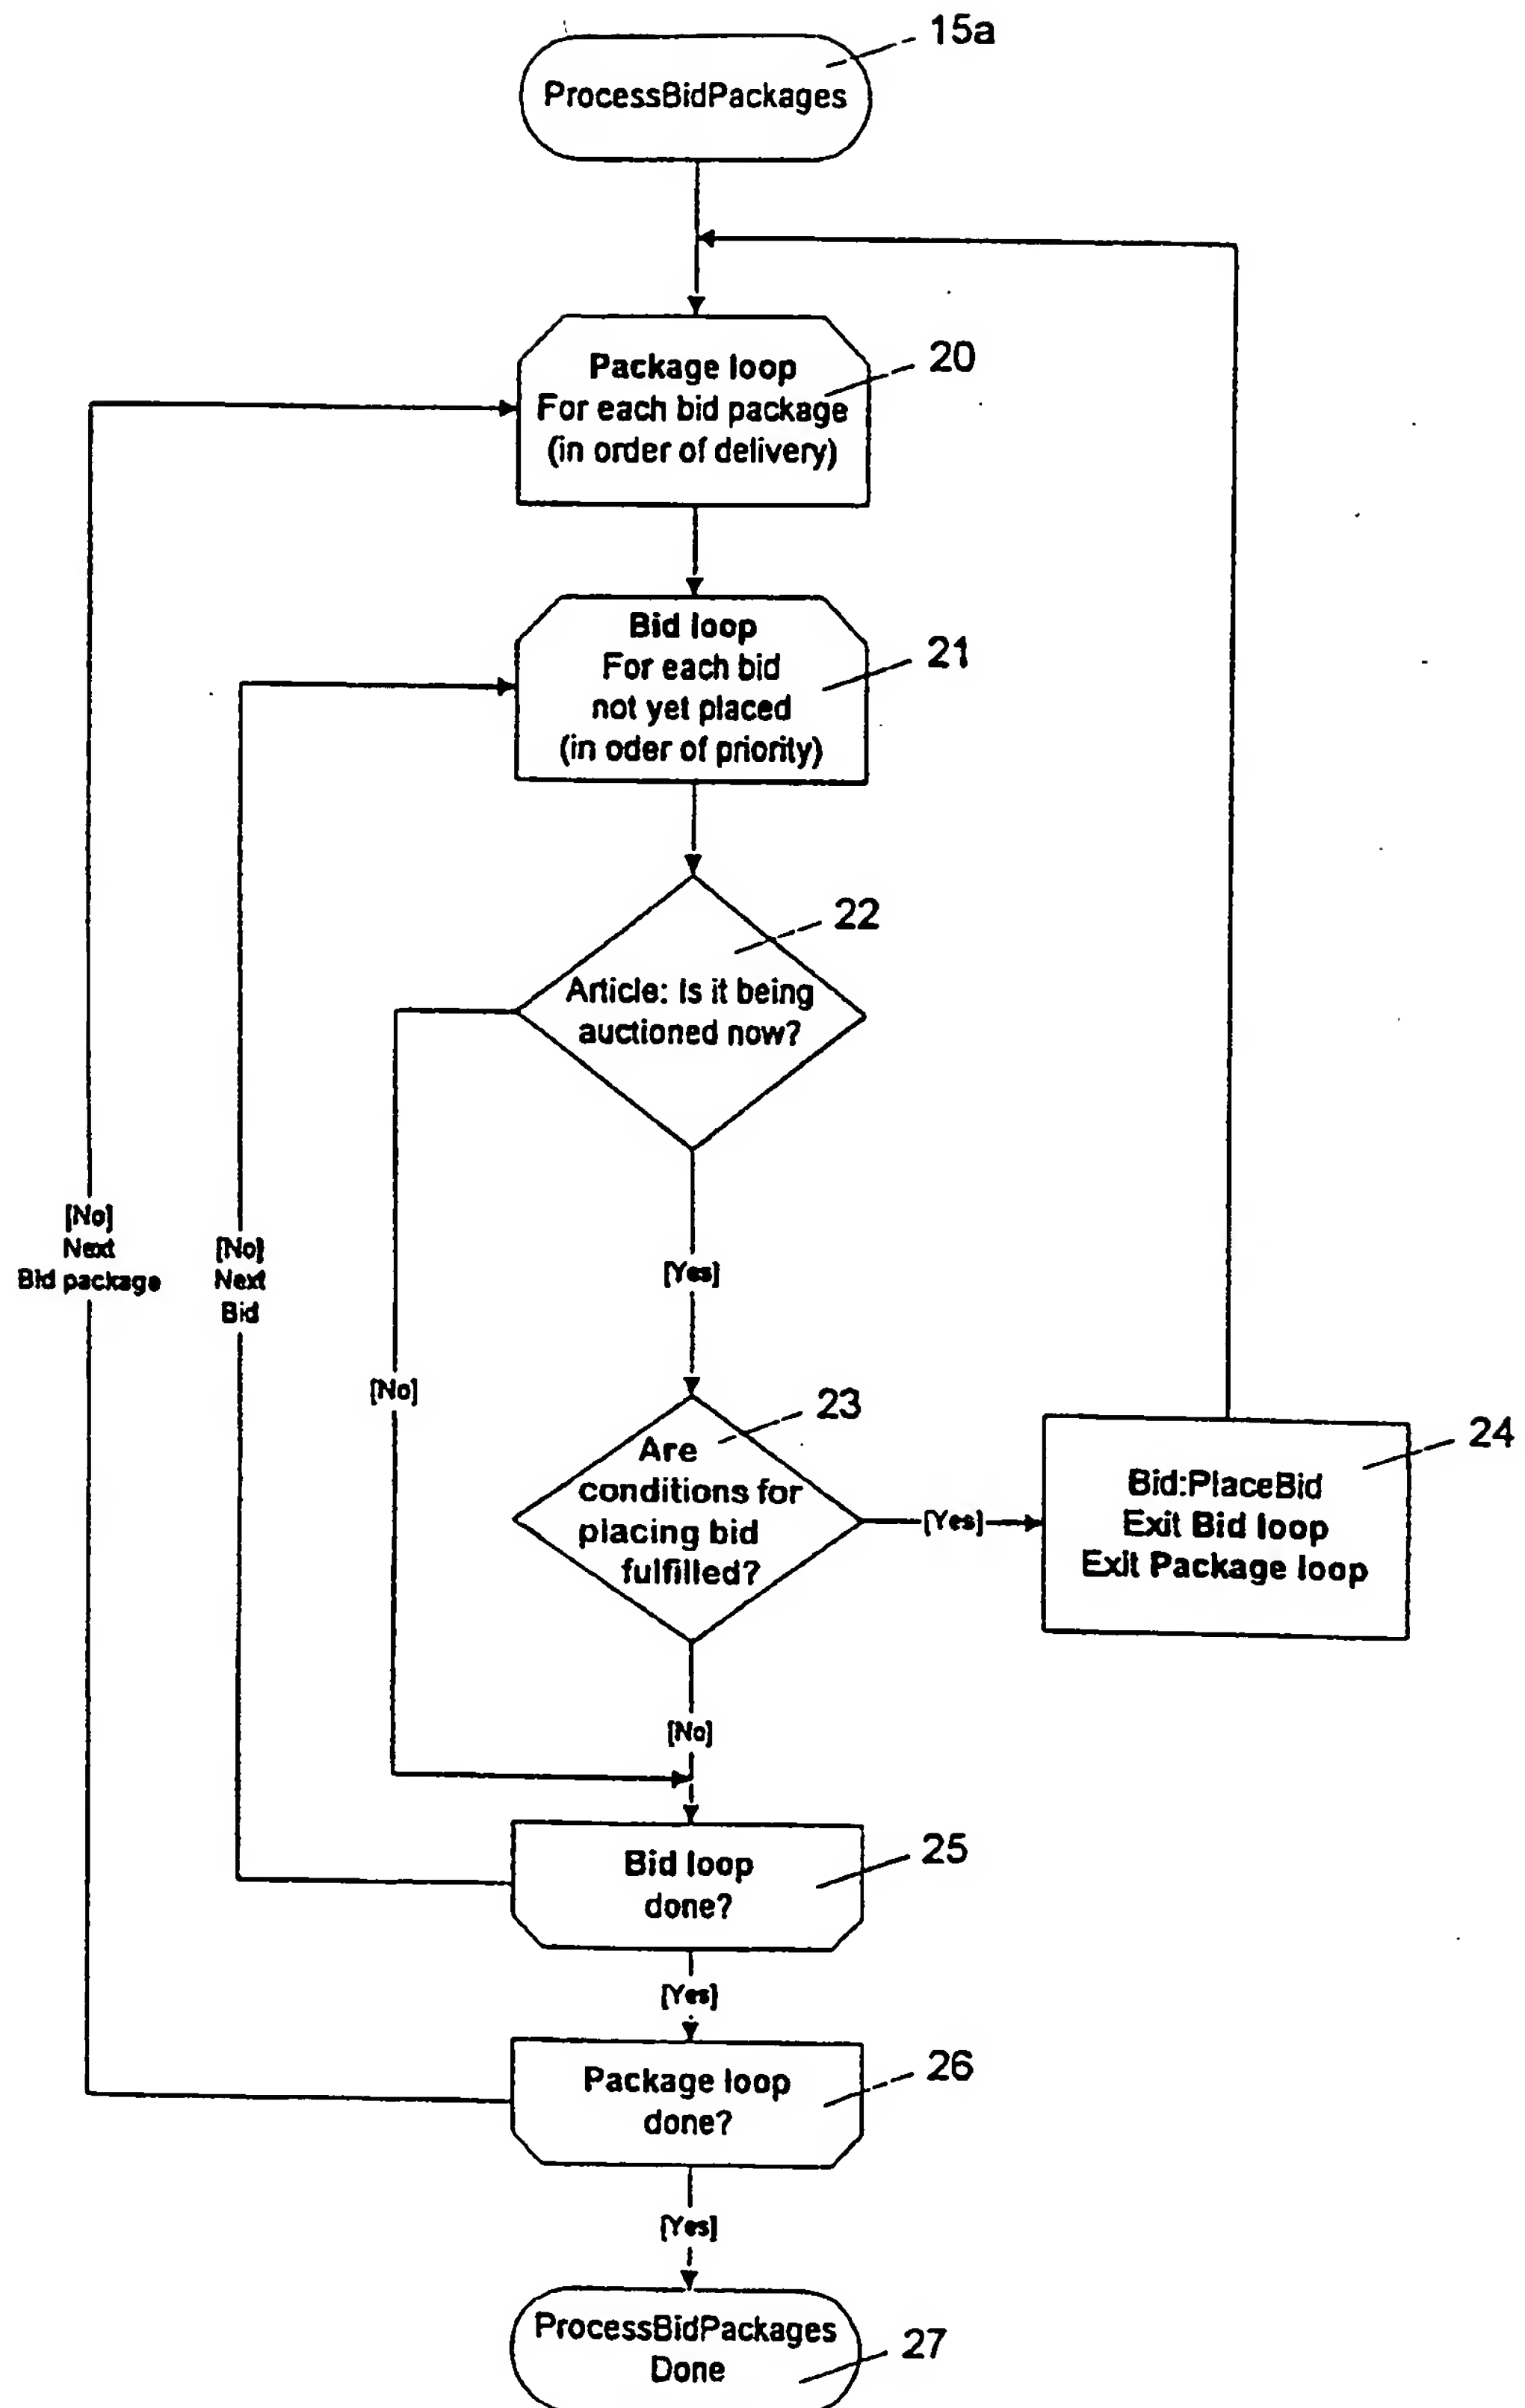 15a
ProcessBidPackages
Package loop
For each bid package
(in order of delivery)
20
Bid loop
For each bid
not yet placed
(in oder of priority)
21
22
Article: Is it being
auctioned now?
[No]
Next
Bid package
[No]
Next
Bid
[Yes]
[No]
23
Are
conditions for
placing bid
fulfilled?
[Yes]
24
Bid:PlaceBid
Exit Bid loop
Exit Package loop
[No]
Bid loop
done?
25
[Yes]
Package loop
done?
26
[Yes]
ProcessBidPackages
Done
27